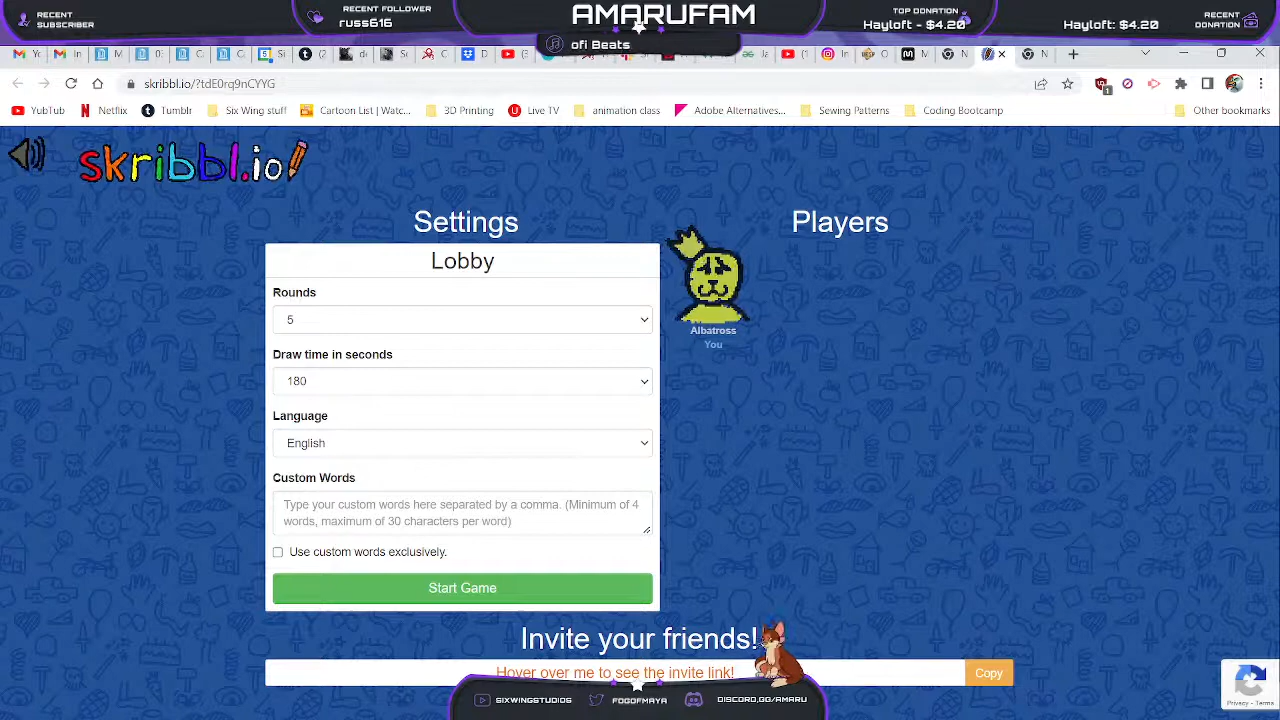 RECENT
SUBSCRIBER
RECENT FOLLOWER
russ616
AMARUFAM
ofi Beats
TOP DONATION
Hayloft - $4.20
Hayloft: $4.20
RECENT
DONATION
skribbl.io/?tdE0rq9nCYYG
YubTub
Netflix
Tumblr
Six Wing stuff
Cartoon List | Watc...
3D Printing
Live TV
animation class
Adobe Alternatives...
Sewing Patterns
Coding Bootcamp
Other bookmarks
skribbl.io
Settings
Players
Lobby
Rounds
5
Draw time in seconds
180
Language
English
Custom Words
Type your custom words here separated by a comma. (Minimum of 4
words, maximum of 30 characters per word)
Use custom words exclusively.
Start Game
Albatross
You
Invite your friends!
Hover over me to see the invite link!
Copy
SIXWINGSTUDIOS
FOGOFMAYA
DISCORD.GG/AMARU
Privacy - Terms